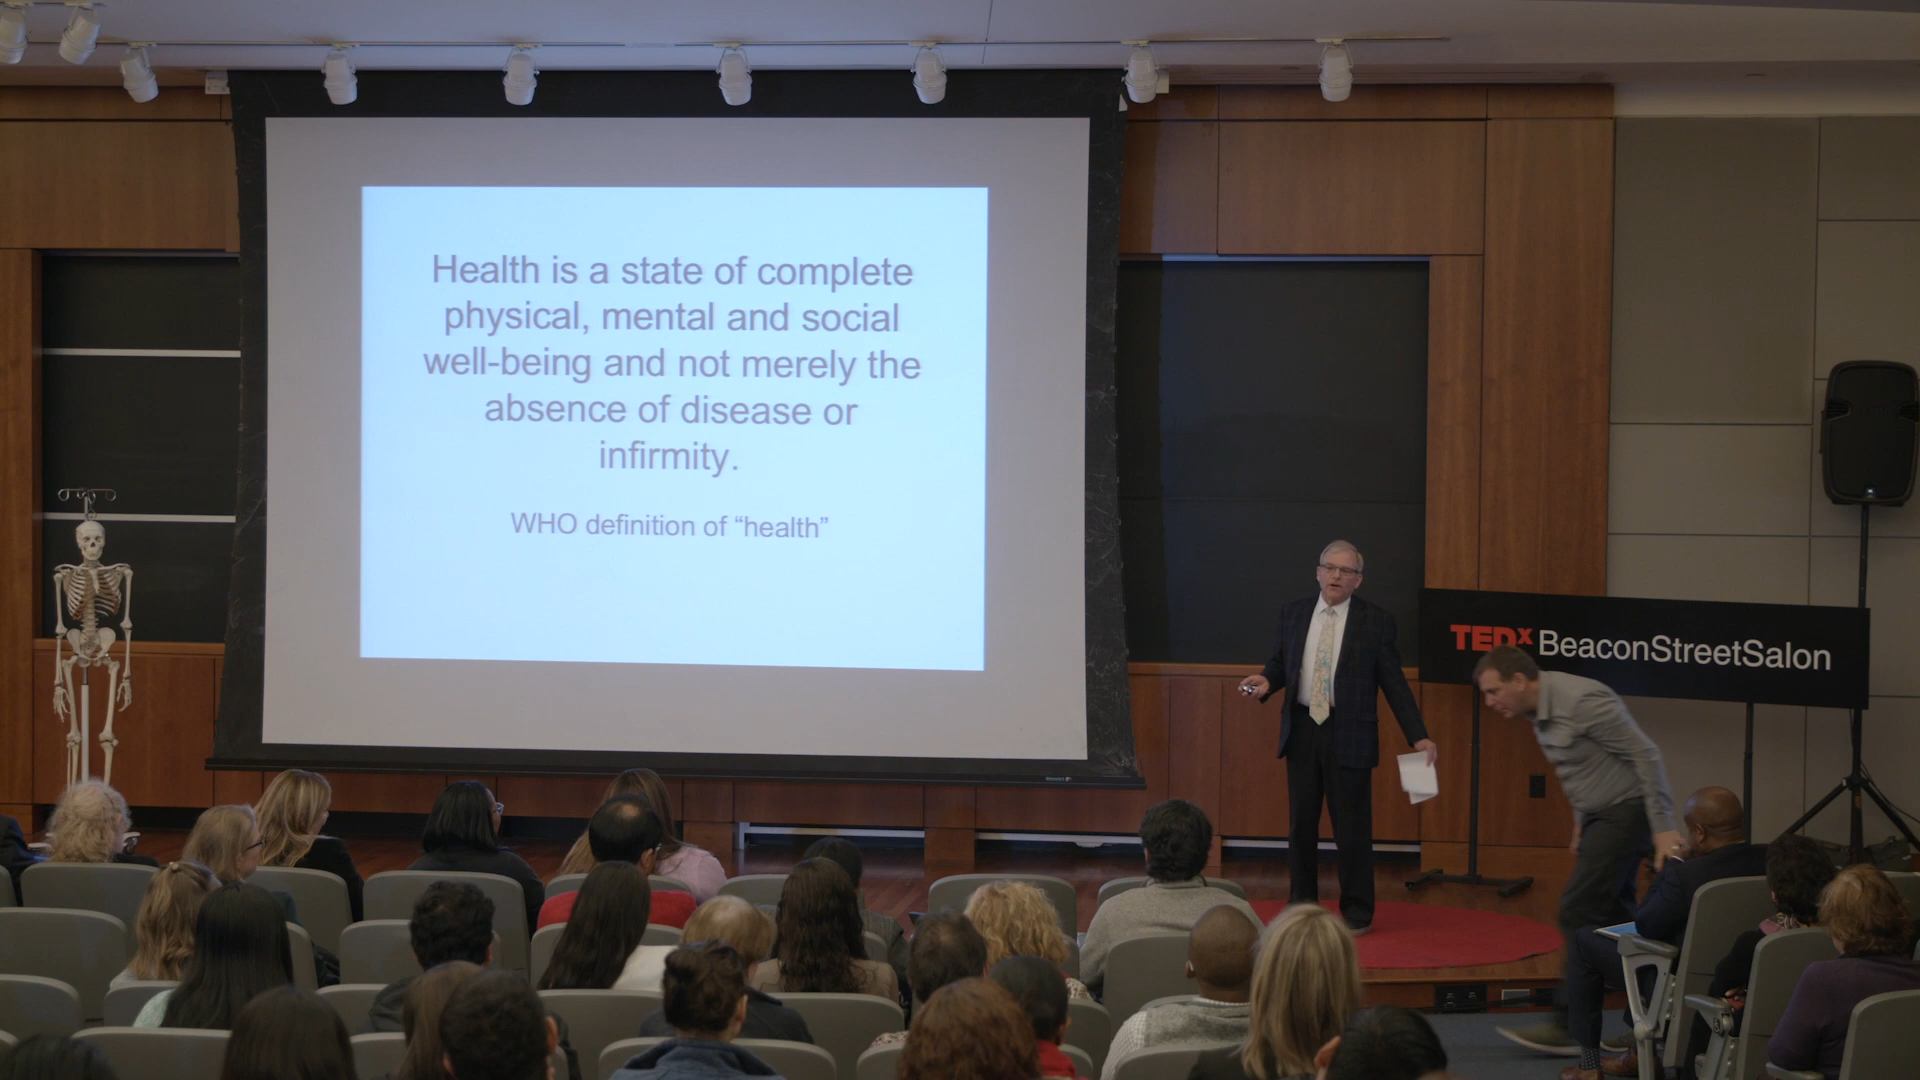 Health is a state of complete
physical, mental and social
well-being and not merely the
absence of disease or
infirmity.
WHO definition of “health”
TEDx BeaconStreetSalon